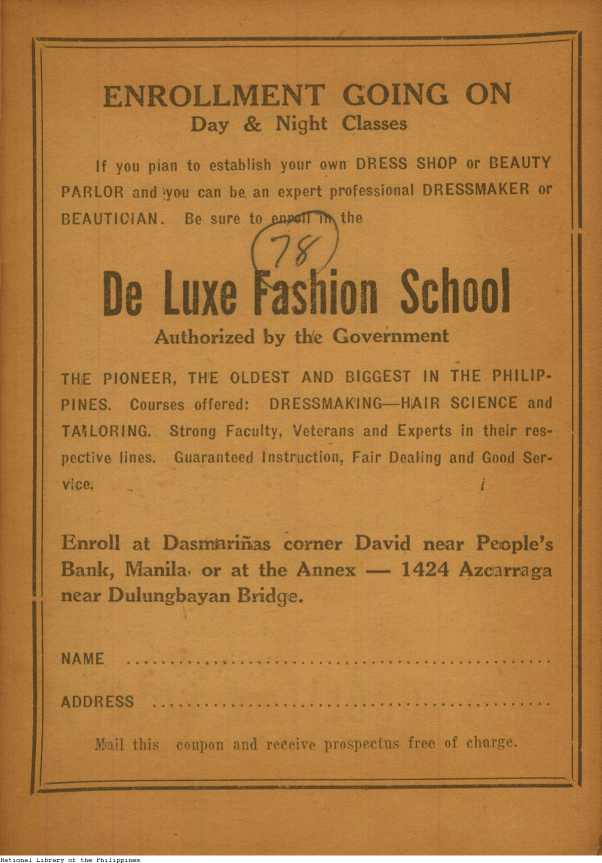 ENROLLMENT GOING ON
Day & Night Classes
If you plan to establish your own DRESS SHOP or BEAUTY
PARLOR and you can be an expert professional DRESSMAKER or
BEAUTICIAN. Be sure to enroll in the
78
De Luxe Fashion School
Authorized by the Government
THE PIONEER, THE OLDEST AND BIGGEST IN THE PHILIP-
PINES. Courses offered: DRESSMAKING—HAIR SCIENCE and
TAILORING. Strong Faculty, Veterans and Experts in their res-
pective lines. Guaranteed Instruction, Fair Dealing and Good Ser-
vice.
Enroll at Dasmariñas corner David near People's
Bank, Manila or at the Annex — 1424 Azcarraga
near Dulungbayan Bridge.
NAME ................................................
ADDRESS .............................................
Mail this coupon and receive prospectus free of charge.
National Library of the Philippines